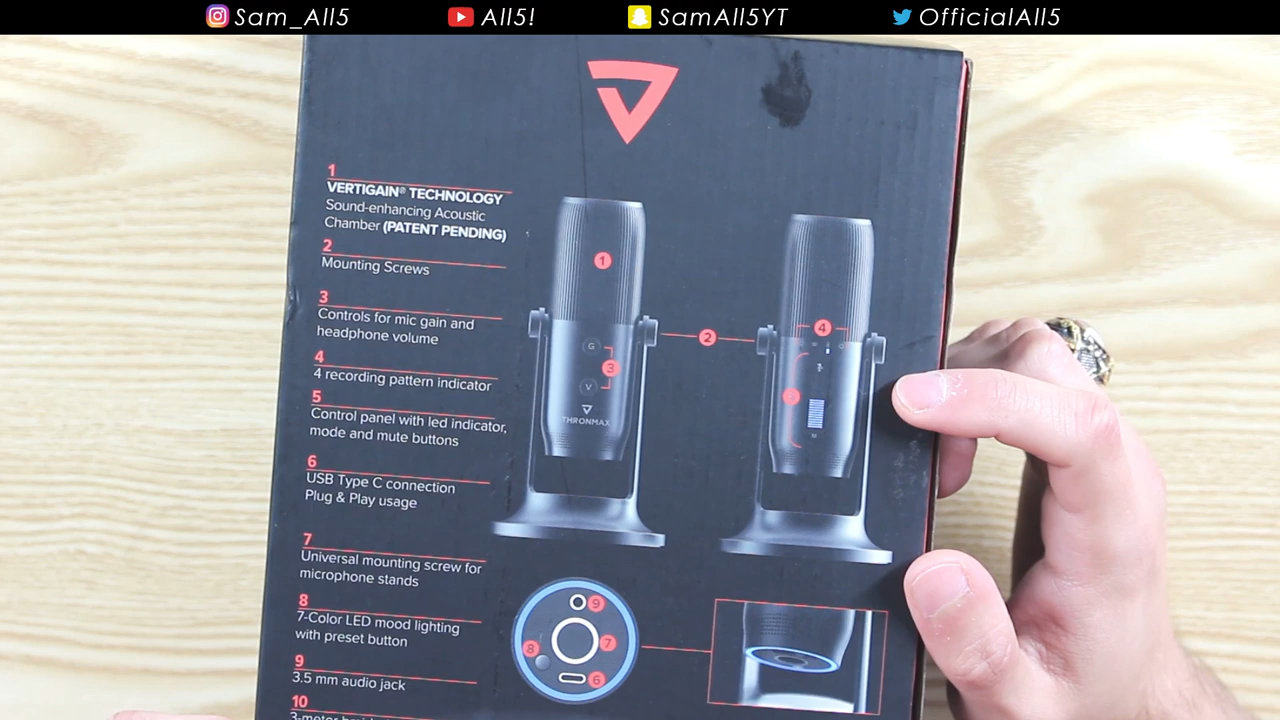 Sam_All5 All5! SamAll5YT OfficialAll5
1
VERTIGAIN® TECHNOLOGY
Sound-enhancing Acoustic
Chamber (PATENT PENDING)
2
Mounting Screws
3
Controls for mic gain and
headphone volume
4
4 recording pattern indicator
5
Control panel with led indicator,
mode and mute buttons
6
USB Type C connection
Plug & Play usage
7
Universal mounting screw for
microphone stands
8
7-Color LED mood lighting
with preset button
9
3.5 mm audio jack
10
1
2
G
3
V
THRONMAX
4
9
8
7
6